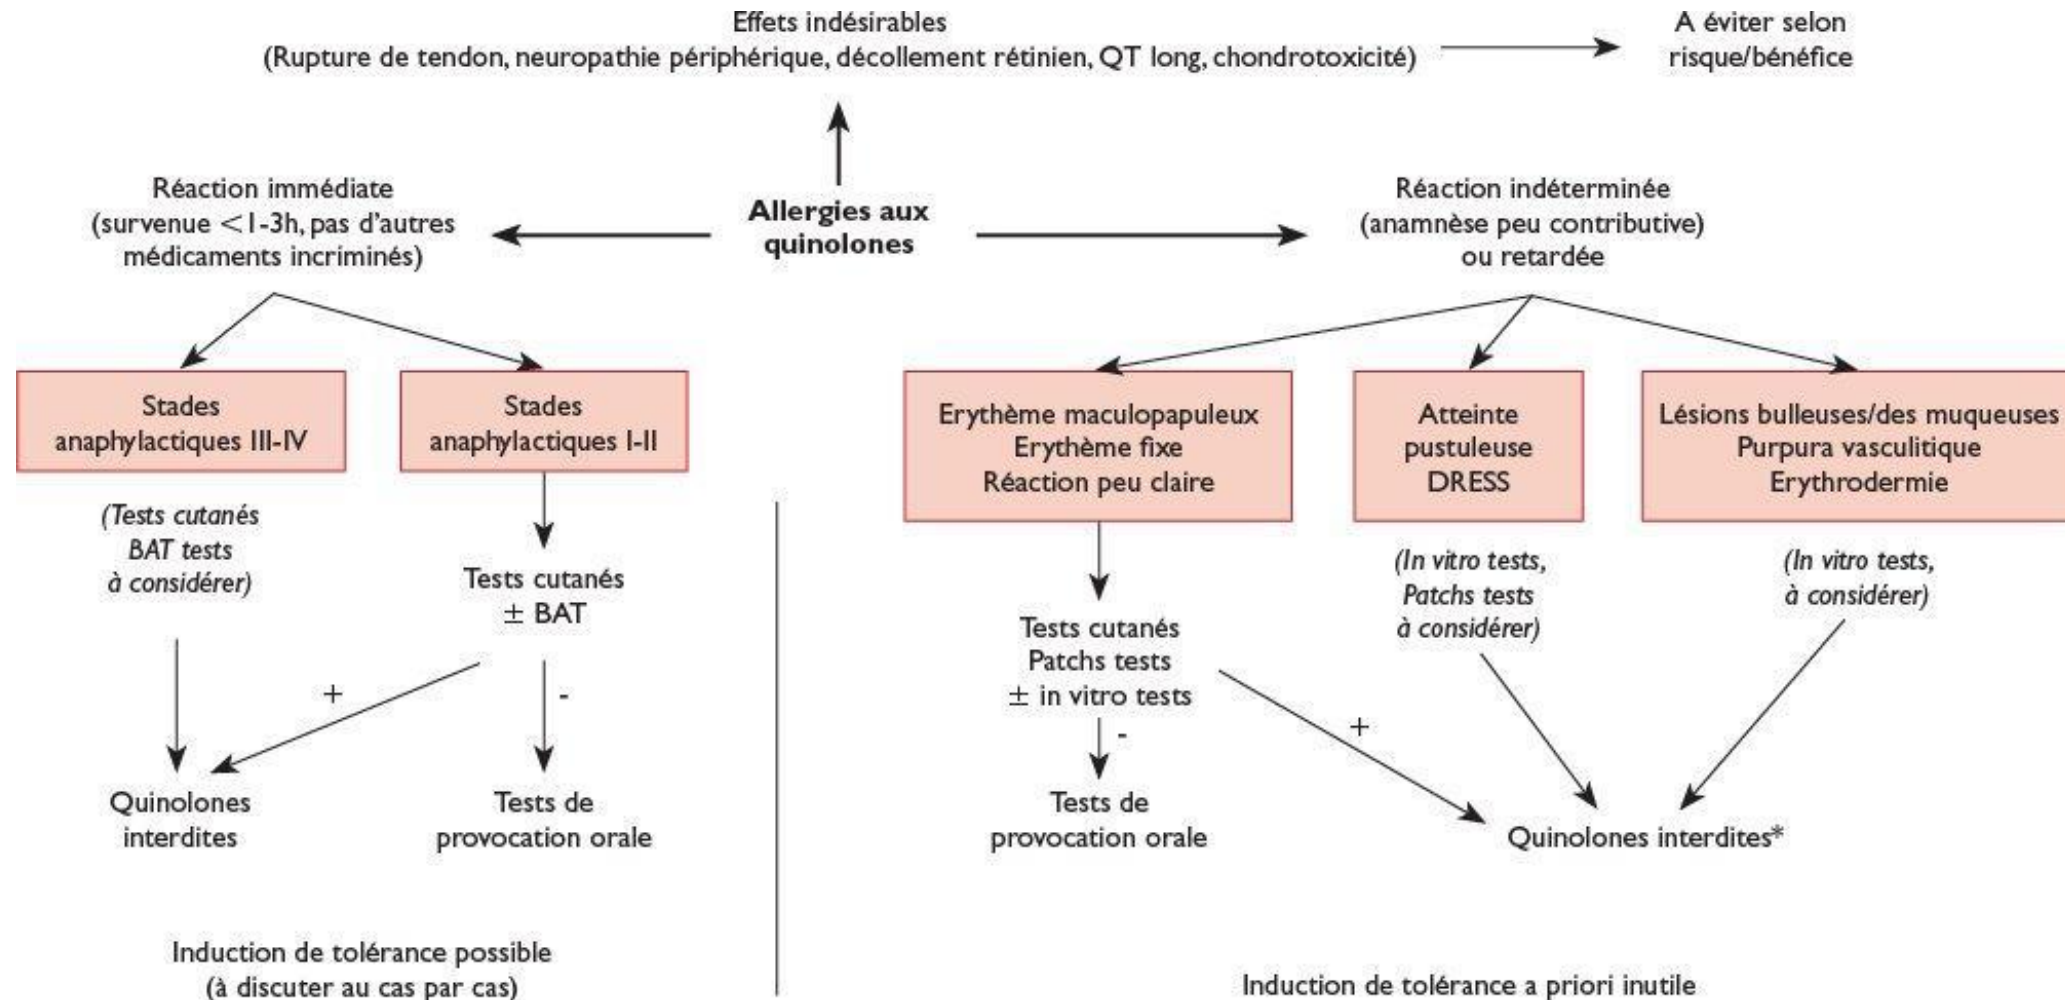 Effets indésirables
(Rupture de tendon, neuropathie périphérique, décollement rétinien, QT long, chondrotoxicité)
A éviter selon
risque/bénéfice
Allergies aux
quinolones
Réaction immédiate
(survenue <1-3h, pas d'autres
médicaments incriminés)
Réaction indéterminée
(anamnèse peu contributive)
ou retardée
Stades
anaphylactiques III-IV
Stades
anaphylactiques I-II
Erythème maculopapuleux
Erythème fixe
Réaction peu claire
Atteinte
pustuleuse
DRESS
Lésions bulleuses/des muqueuses
Purpura vasculitique
Erythrodermie
(Tests cutanés
BAT tests
à considérer)
Tests cutanés
± BAT
Tests cutanés
Patchs tests
± in vitro tests
(In vitro tests,
Patchs tests
à considérer)
(In vitro tests,
à considérer)
+
-
-
+
Quinolones
interdites
Tests de
provocation orale
Tests de
provocation orale
Quinolones interdites*
Induction de tolérance possible
(à discuter au cas par cas)
Induction de tolérance a priori inutile